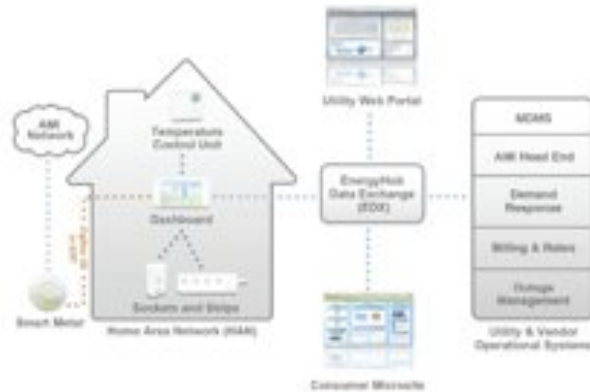 Utility Web Portal
AMI
Network
Temperature
Control Unit
MDMS
AMI Head End
EnergyHub
Data Exchange
(EDX)
Demand
Response
Dashboard
Billing & Rates
Sockets and Strips
Outage
Management
Smart Meter
Home Area Network (HAN)
Utility & Vendor
Operational Systems
Consumer Microsite